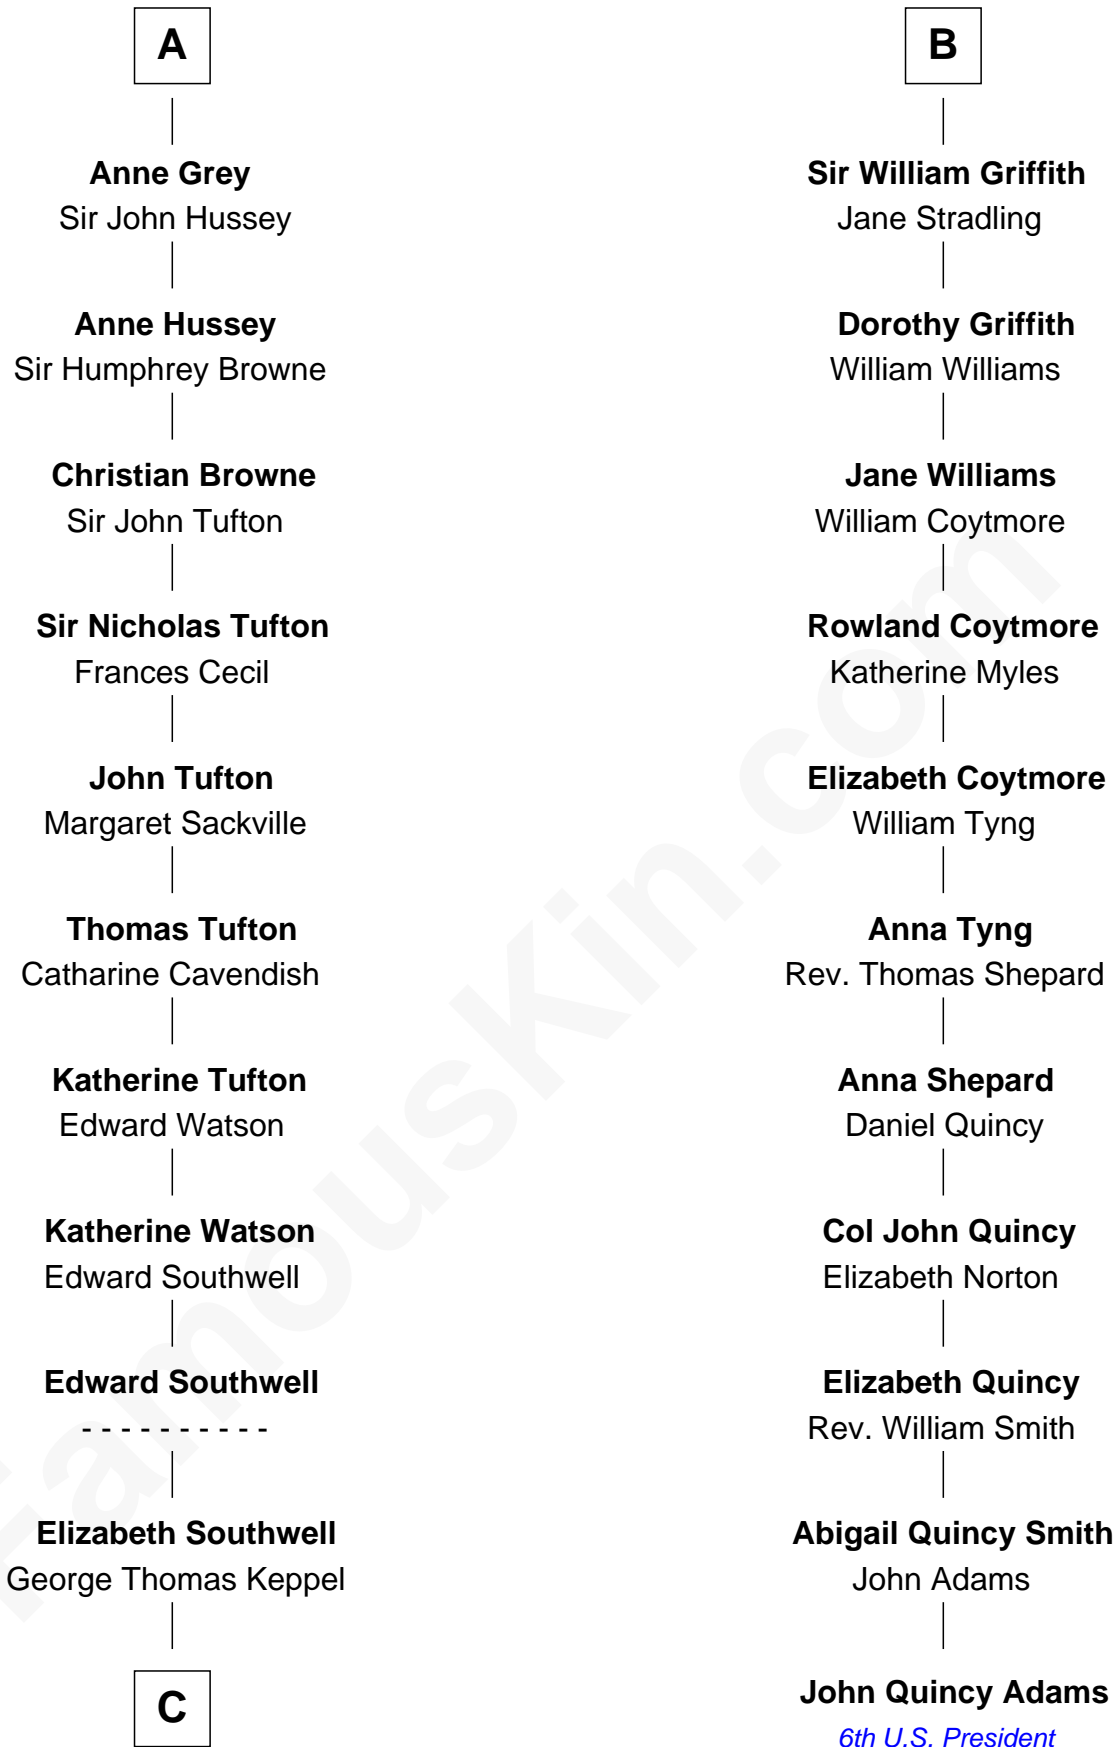 A
Anne Grey
Sir John Hussey
Anne Hussey
Sir Humphrey Browne
Christian Browne
Sir John Tufton
Sir Nicholas Tufton
Frances Cecil
John Tufton
Margaret Sackville
Thomas Tufton
Catharine Cavendish
Katherine Tufton
Edward Watson
Katherine Watson
Edward Southwell
Edward Southwell
- - - - - - - - - -
Elizabeth Southwell
George Thomas Keppel
C
B
Sir William Griffith
Jane Stradling
Dorothy Griffith
William Williams
Jane Williams
William Coytmore
Rowland Coytmore
Katherine Myles
Elizabeth Coytmore
William Tyng
Anna Tyng
Rev. Thomas Shepard
Anna Shepard
Daniel Quincy
Col John Quincy
Elizabeth Norton
Elizabeth Quincy
Rev. William Smith
Abigail Quincy Smith
John Adams
John Quincy Adams
6th U.S. President
FamousKin.com